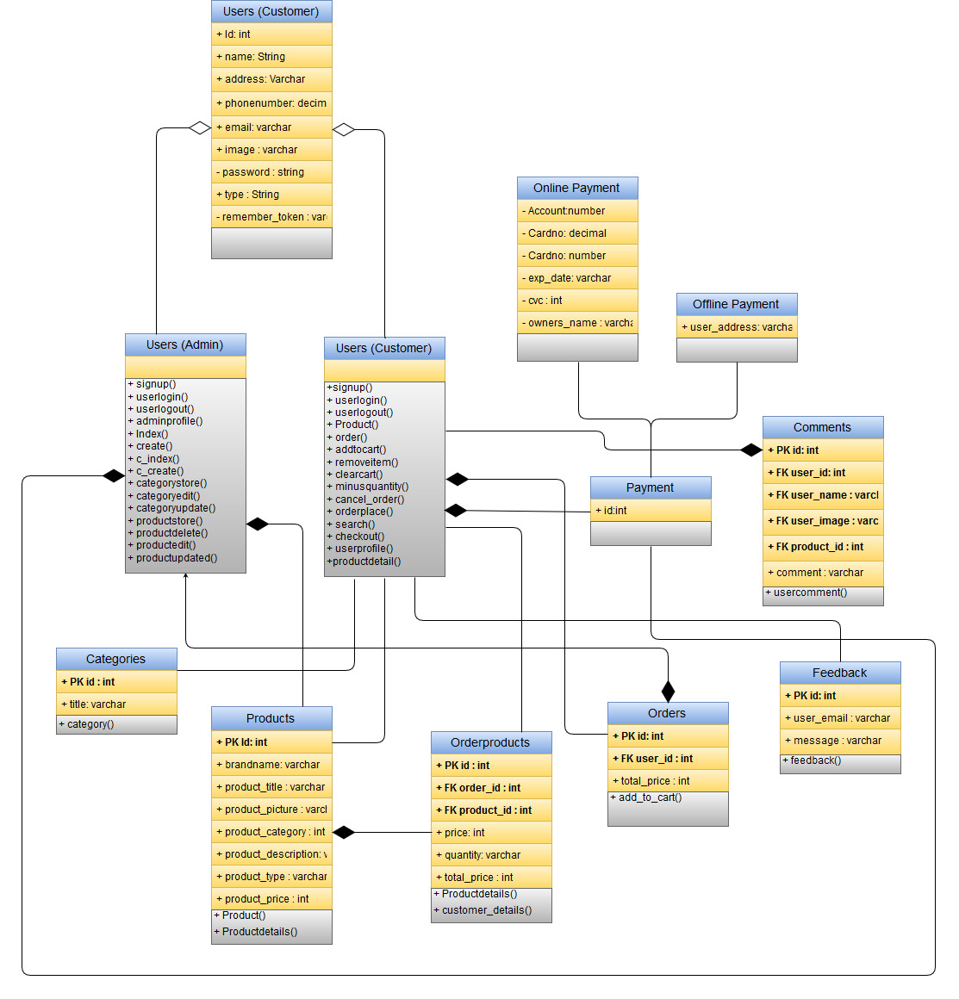 Users (Customer)
+ Id: int
+ name: String
+ address: Varchar
+ phonenumber: decim
+ email: varchar
+ image : varchar
- password : string
+ type : String
- remember_token : var
Online Payment
- Account:number
- Cardno: decimal
- Cardno: number
- exp_date: varchar
- cvc : int
- owners_name : varcha
Offline Payment
+ user_address: varcha
Users (Admin)
+ signup()
+ userlogin()
+ userlogout()
+ adminprofile()
+ Index()
+ create()
+ c_index()
+ c_create()
+ categorystore()
+ categoryedit()
+ categoryupdate()
+ productstore()
+ productdelete()
+ productedit()
+ productupdated()
Users (Customer)
+signup()
+ userlogin()
+ userlogout()
+ Product()
+ order()
+ addtocart()
+ removeitem()
+ clearcart()
+ minusquantity()
+ cancel_order()
+ orderplace()
+ search()
+ checkout()
+ userprofile()
+productdetail()
Payment
+ id:int
Comments
+ PK id: int
+ FK user_id: int
+ FK user_name : varcl
+ FK user_image : varc
+ FK product_id : int
+ comment : varchar
+ usercomment()
Categories
+ PK id : int
+ title: varchar
+ category()
Products
+ PK Id: int
+ brandname: varchar
+ product_title : varchar
+ product_picture : varcl
+ product_category : int
+ product_description: v
+ product_type : varchar
+ product_price : int
+ Product()
+ Productdetails()
Orderproducts
+ PK id : int
+ FK order_id : int
+ FK product_id : int
+ price: int
+ quantity: varchar
+ total_price : int
+ Productdetails()
+ customer_details()
Orders
+ PK id: int
+ FK user_id : int
+ total_price : int
+ add_to_cart()
Feedback
+ PK id: int
+ user_email : varchar
+ message : varchar
+ feedback()